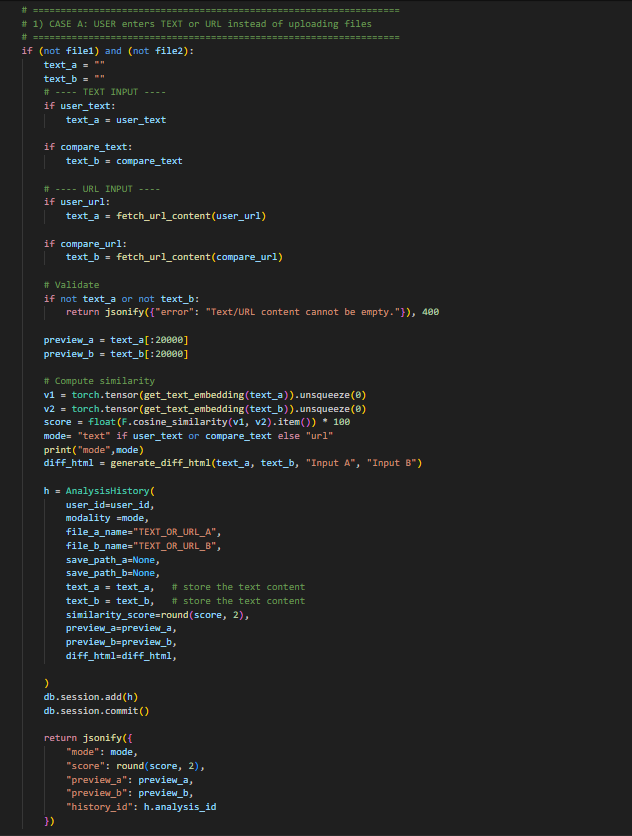 # ==================================================================
# 1) CASE A: USER enters TEXT or URL instead of uploading files
# ==================================================================
if (not file1) and (not file2):
    text_a = ""
    text_b = ""
    # ---- TEXT INPUT ----
    if user_text:
        text_a = user_text

    if compare_text:
        text_b = compare_text

    # ---- URL INPUT ----
    if user_url:
        text_a = fetch_url_content(user_url)

    if compare_url:
        text_b = fetch_url_content(compare_url)

    # Validate
    if not text_a or not text_b:
        return jsonify({"error": "Text/URL content cannot be empty."}), 400

    preview_a = text_a[:20000]
    preview_b = text_b[:20000]

    # Compute similarity
    v1 = torch.tensor(get_text_embedding(text_a)).unsqueeze(0)
    v2 = torch.tensor(get_text_embedding(text_b)).unsqueeze(0)
    score = float(F.cosine_similarity(v1, v2).item()) * 100
    mode= "text" if user_text or compare_text else "url"
    print("mode",mode)
    diff_html = generate_diff_html(text_a, text_b, "Input A", "Input B")

    h = AnalysisHistory(
        user_id=user_id,
        modality =mode,
        file_a_name="TEXT_OR_URL_A",
        file_b_name="TEXT_OR_URL_B",
        save_path_a=None,
        save_path_b=None,
        text_a = text_a,   # store the text content
        text_b = text_b,   # store the text content
        similarity_score=round(score, 2),
        preview_a=preview_a,
        preview_b=preview_b,
        diff_html=diff_html,

    )
    db.session.add(h)
    db.session.commit()

    return jsonify({
        "mode": mode,
        "score": round(score, 2),
        "preview_a": preview_a,
        "preview_b": preview_b,
        "history_id": h.analysis_id
    })